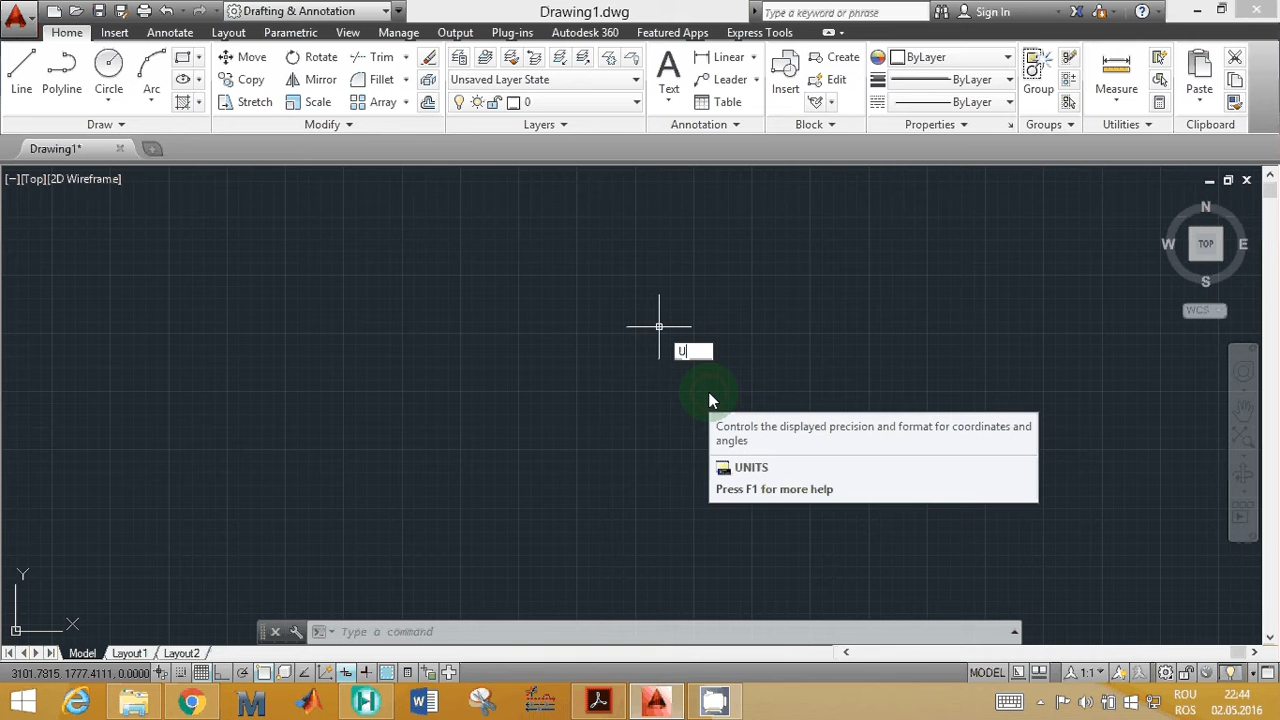 Drafting & Annotation
Drawing1.dwg
Type a keyword or phrase
Sign In
Home Insert Annotate Layout Parametric View Manage Output Plug-ins Autodesk 360 Featured Apps Express Tools
Line
Polyline
Circle
Arc
Draw
Move
Rotate
Trim
Copy
Mirror
Fillet
Stretch
Scale
Array
Modify
Unsaved Layer State
0
Layers
Text
Linear
Leader
Table
Annotation
Insert
Create
Edit
Block
ByLayer
ByLayer
ByLayer
Properties
Group
Groups
Measure
Utilities
Paste
Clipboard
Drawing1*
[−][Top][2D Wireframe]
N
W
TOP
E
S
WCS
U
Controls the displayed precision and format for coordinates and
angles
UNITS
Press F1 for more help
Y
X
Type a command
Model Layout1 Layout2
3101.7815, 1777.4111, 0.0000
MODEL
1:1
ROU
ROS
22:44
02.05.2016